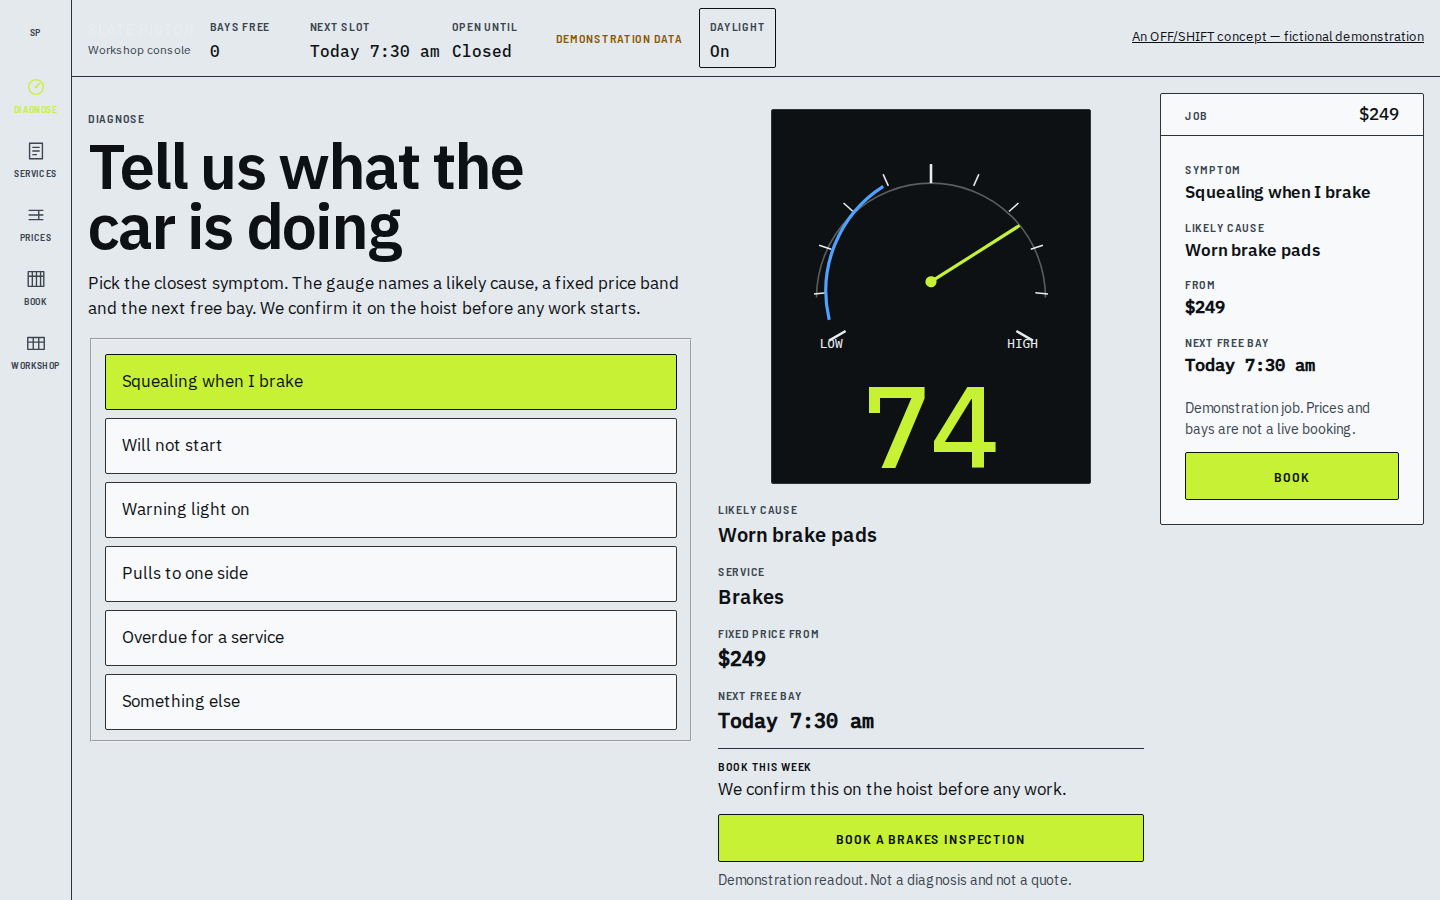 SP
DIAGNOSE
SERVICES
PRICES
BOOK
WORKSHOP
SLATE PISTON
Workshop console
BAYS FREE
0
NEXT SLOT
Today 7:30 am
OPEN UNTIL
Closed
DEMONSTRATION DATA
DAYLIGHT
On
An OFF/SHIFT concept — fictional demonstration
DIAGNOSE
Tell us what the
car is doing
Pick the closest symptom. The gauge names a likely cause, a fixed price band
and the next free bay. We confirm it on the hoist before any work starts.
Squealing when I brake
Will not start
Warning light on
Pulls to one side
Overdue for a service
Something else
LOW
HIGH
74
LIKELY CAUSE
Worn brake pads
SERVICE
Brakes
FIXED PRICE FROM
$249
NEXT FREE BAY
Today 7:30 am
BOOK THIS WEEK
We confirm this on the hoist before any work.
BOOK A BRAKES INSPECTION
Demonstration readout. Not a diagnosis and not a quote.
JOB
$249
SYMPTOM
Squealing when I brake
LIKELY CAUSE
Worn brake pads
FROM
$249
NEXT FREE BAY
Today 7:30 am
Demonstration job. Prices and
bays are not a live booking.
BOOK